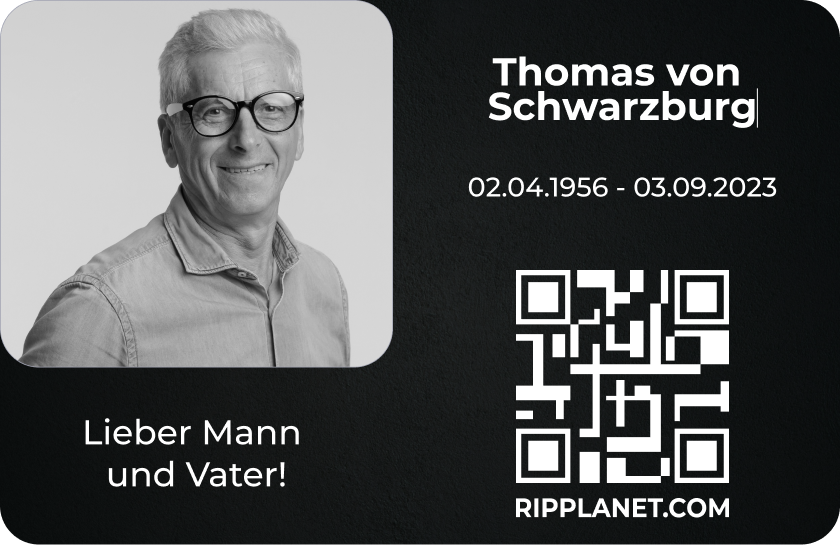 Thomas von
Schwarzburg
02.04.1956 - 03.09.2023
Lieber Mann
und Vater!
RIPPLANET.COM